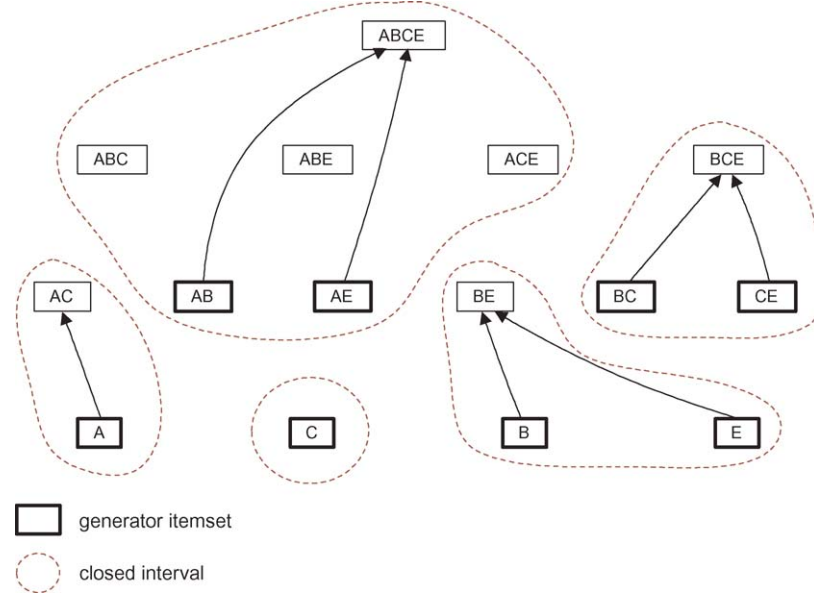 ABCE
ABC ABE ACE BCE
AC AB AE BE BC CE
A C B E
generator itemset
closed interval